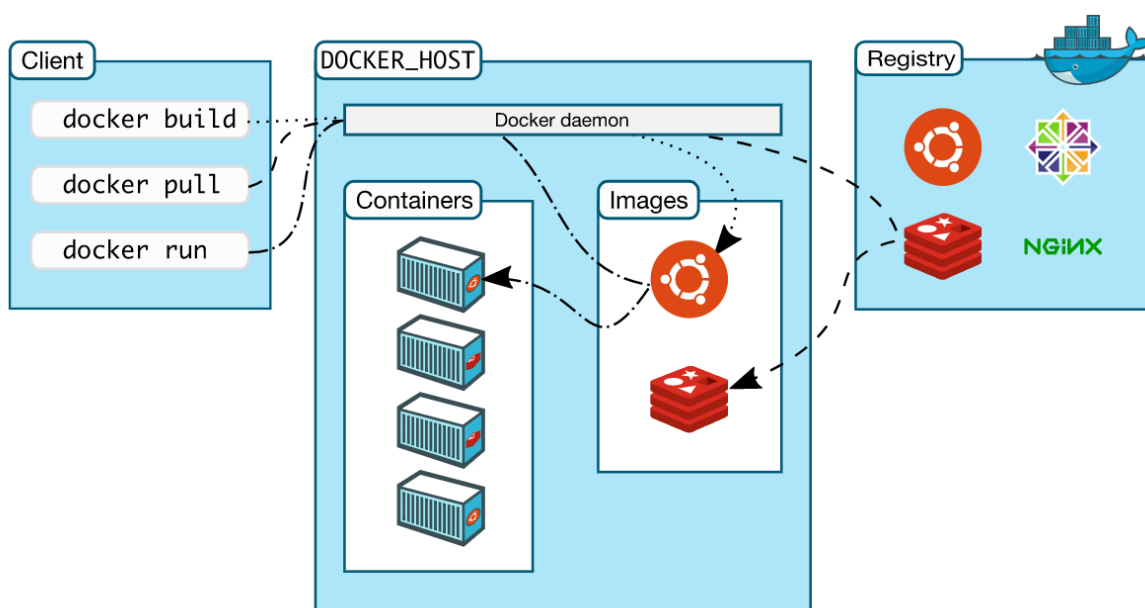 Client
docker build
docker pull
docker run
DOCKER_HOST
Docker daemon
Containers
Images
Registry
NGiNX